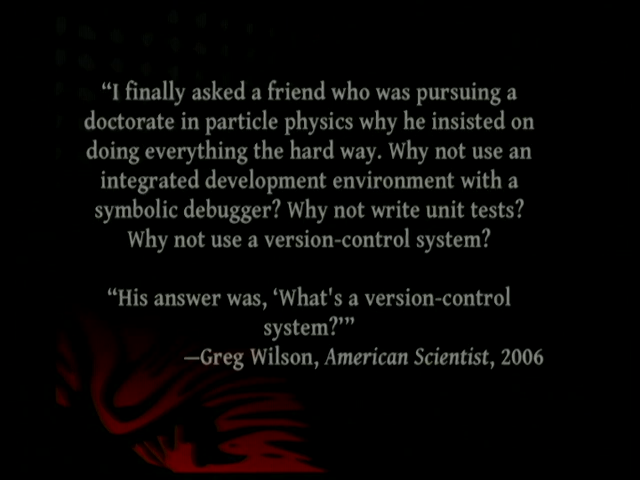 “I finally asked a friend who was pursuing a
doctorate in particle physics why he insisted on
doing everything the hard way. Why not use an
integrated development environment with a
symbolic debugger? Why not write unit tests?
Why not use a version-control system?
“His answer was, ‘What's a version-control
system?’”
—Greg Wilson, American Scientist, 2006